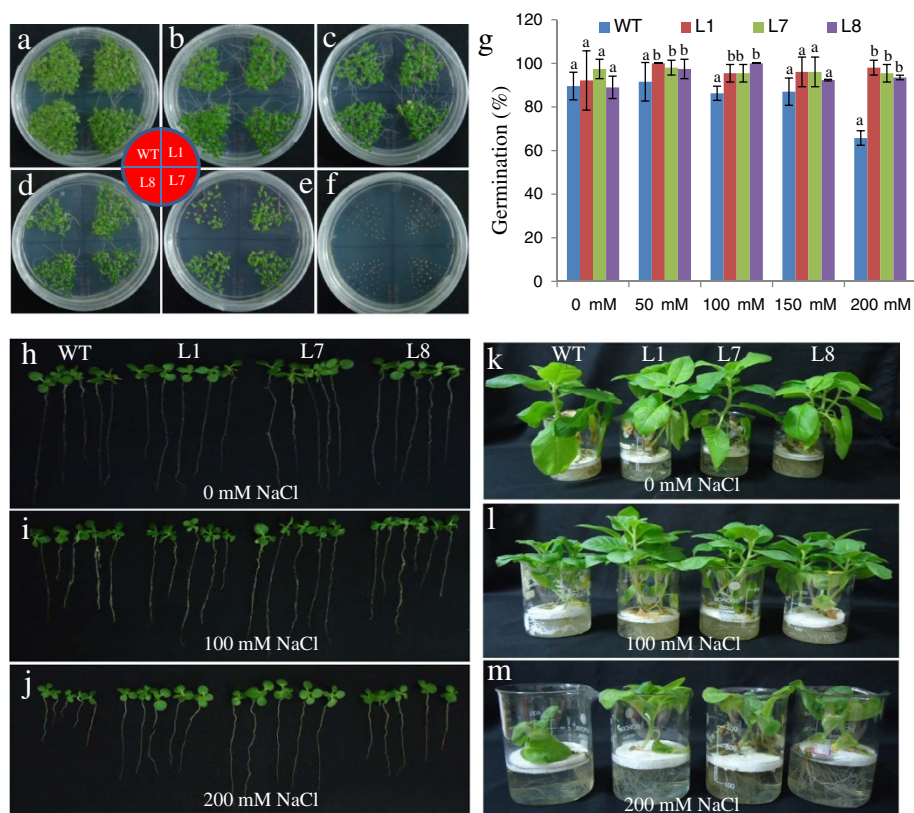 a
b
c
WT L1
L8 L7
d
e
f
g
WT L1 L7 L8
Germination (%)
120
100
80
60
40
20
0
a a a a
a b b b
a bb b
a a a a
a b b b
0 mM 50 mM 100 mM 150 mM 200 mM
h
WT L1 L7 L8
0 mM NaCl
i
100 mM NaCl
j
200 mM NaCl
k
WT L1 L7 L8
0 mM NaCl
l
100 mM NaCl
m
200 mM NaCl